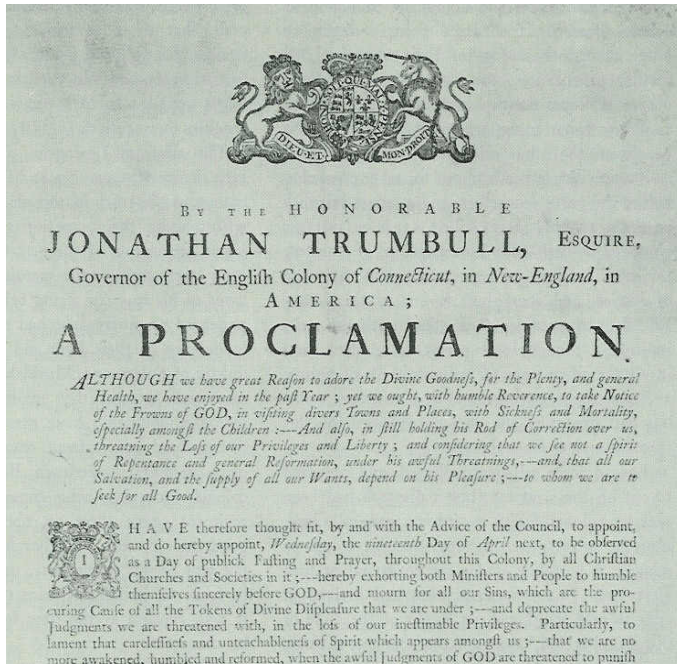 HONI·SOIT·QUI·MAL·Y·PENSE
DIEU·ET MON·DROIT
BY THE HONORABLE
JONATHAN TRUMBULL, ESQUIRE,
Governor of the Engliſh Colony of Connecticut, in New-England, in
AMERICA;
A PROCLAMATION.
ALTHOUGH we have great Reaſon to adore the Divine Goodneſs, for the Plenty, and general
Health, we have enjoyed in the paſt Year; yet we ought, with humble Reverence, to take Notice
of the Frowns of GOD, in viſiting divers Towns and Places, with Sickneſs and Mortality,
eſpecially amongſt the Children:---And alſo, in ſtill holding his Rod of Correction over us,
threatning the Loſs of our Privileges and Liberty; and conſidering that we ſee not a ſpirit
of Repentance and general Reformation, under his awful Threatnings,---and, that all our
Salvation, and the ſupply of all our Wants, depend on his Pleaſure;---to whom we are to
ſeek for all Good.
I HAVE therefore thought fit, by and with the Advice of the Council, to appoint,
and do hereby appoint, Wedneſday, the nineteenth Day of April next, to be obſerved
as a Day of publick Faſting and Prayer, throughout this Colony, by all Chriſtian
Churches and Societies in it;---hereby exhorting both Miniſters and People to humble
themſelves ſincerely before GOD,---and mourn for all our Sins, which are the pro-
curing Cauſe of all the Tokens of Divine Diſpleaſure that we are under;---and deprecate the awful
Judgments we are threatned with, in the loſs of our ineſtimable Privileges. Particularly, to
lament that careleſſneſs and unteachableneſs of Spirit which appears amongſt us;---that we are no
more awakened, humbled and reformed, when the awful Judgments of GOD are threatned to puniſh